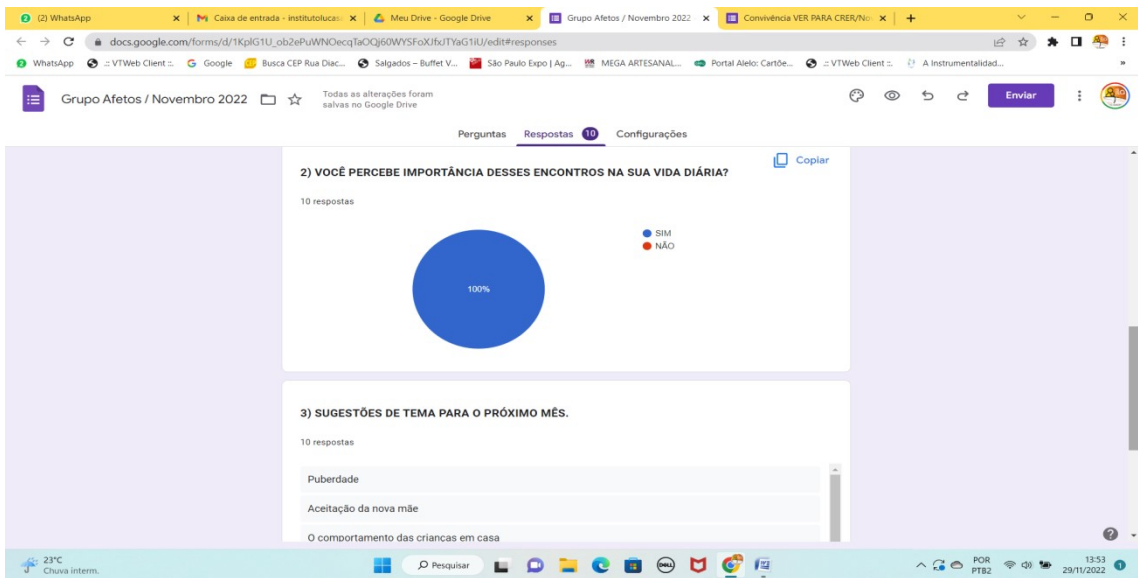 (2) WhatsApp
Caixa de entrada - institutolucas
Meu Drive - Google Drive
Grupo Afetos / Novembro 2022
Convivência VER PARA CRER/No
docs.google.com/forms/d/1KplG1U_ob2ePuWNOecqTaOQj60WYSFoXJfxJTYaG1iU/edit#responses
WhatsApp
.:: VTWeb Client ::.
Google
Busca CEP Rua Diac...
Salgados – Buffet V...
São Paulo Expo | Ag...
MEGA ARTESANAL...
Portal Alelo: Cartõe...
.:: VTWeb Client ::.
A Instrumentalidad...
»
Grupo Afetos / Novembro 2022
Todas as alterações foram
salvas no Google Drive
Enviar
Perguntas Respostas 10 Configurações
2) VOCÊ PERCEBE IMPORTÂNCIA DESSES ENCONTROS NA SUA VIDA DIÁRIA?
Copiar
10 respostas
SIM
NÃO
100%
3) SUGESTÕES DE TEMA PARA O PRÓXIMO MÊS.
10 respostas
Puberdade
Aceitação da nova mãe
O comportamento das crianças em casa
23°C
Chuva interm.
Pesquisar
DELL
POR
PTB2
13:53
29/11/2022
1